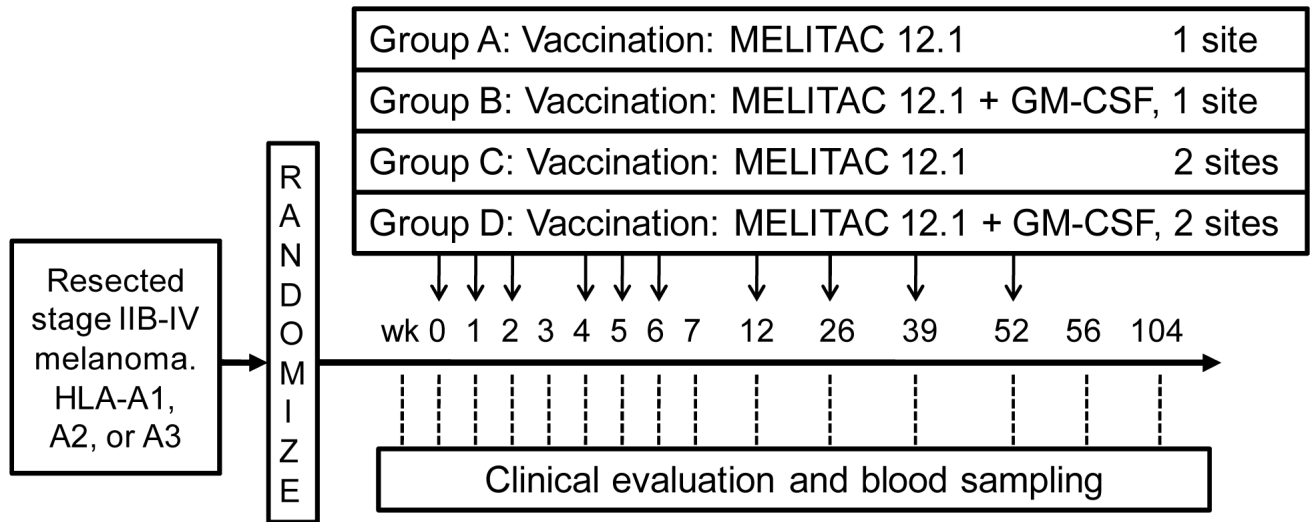 Group A: Vaccination: MELITAC 12.1 1 site
Group B: Vaccination: MELITAC 12.1 + GM-CSF, 1 site
Group C: Vaccination: MELITAC 12.1 2 sites
Group D: Vaccination: MELITAC 12.1 + GM-CSF, 2 sites
RANDOMIZE
Resected
stage IIB-IV
melanoma.
HLA-A1,
A2, or A3
wk 0 1 2 3 4 5 6 7 12 26 39 52 56 104
Clinical evaluation and blood sampling